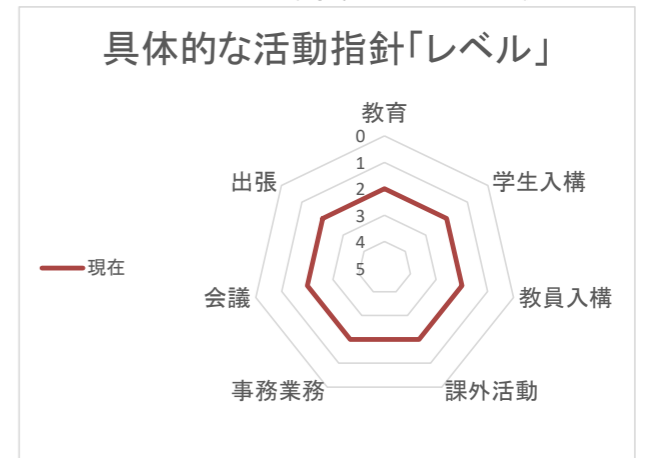 具体的な活動指針「レベル」
教育
0
1
2
3
4
5
学生入構
教員入構
課外活動
事務業務
会議
出張
現在